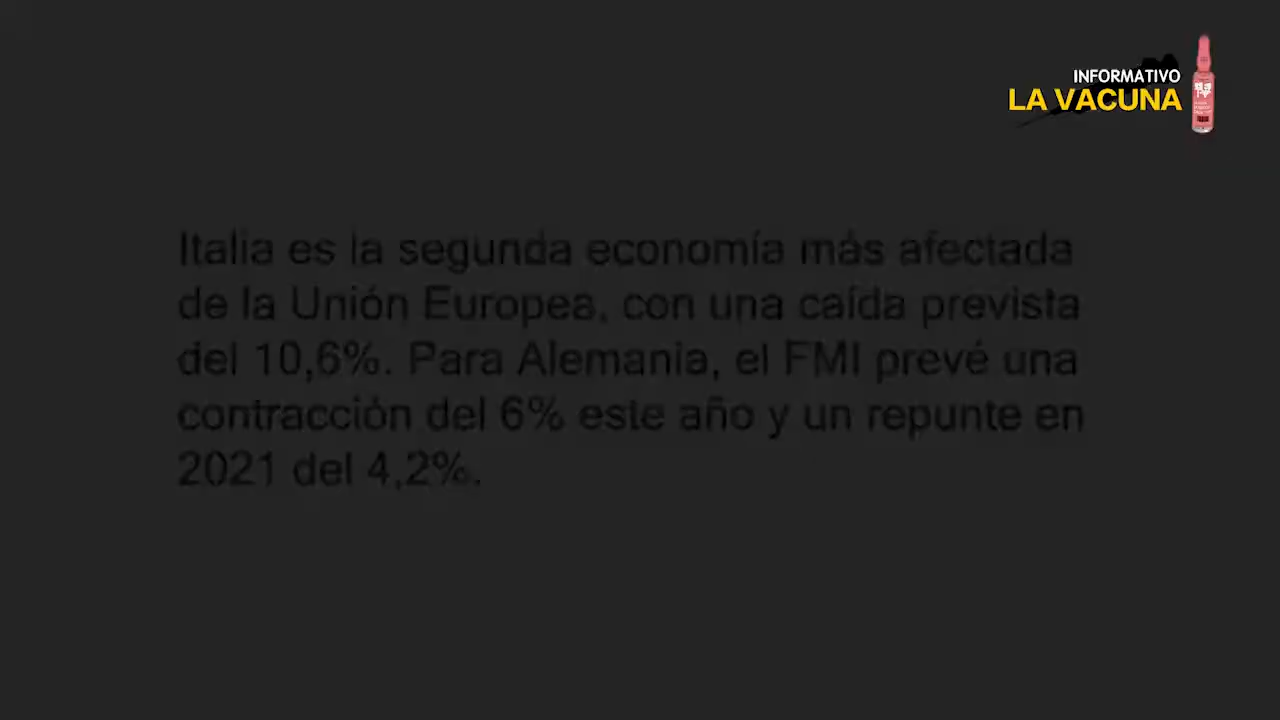 INFORMATIVO
LA VACUNA
Italia es la segunda economía más afectada
de la Unión Europea, con una caída prevista
del 10,6%. Para Alemania, el FMI prevé una
contracción del 6% este año y un repunte en
2021 del 4,2%.